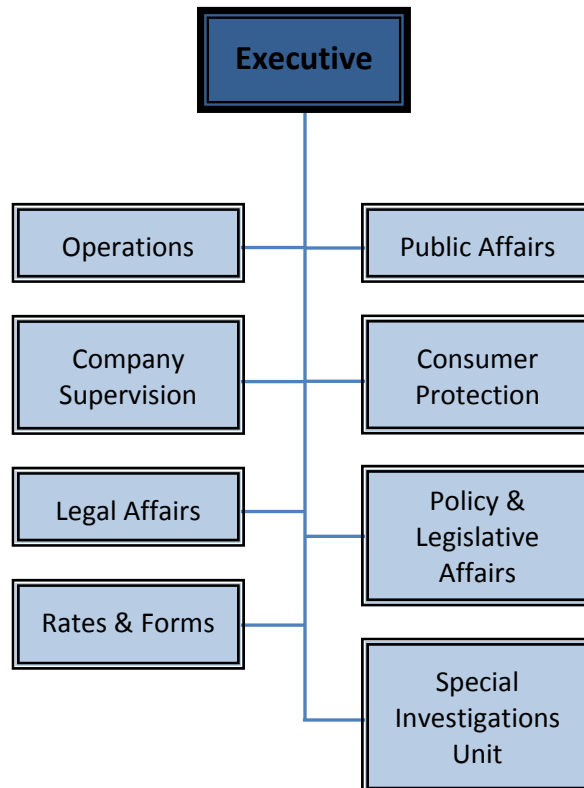 Executive
Operations
Public Affairs
Company
Supervision
Consumer
Protection
Legal Affairs
Policy &
Legislative
Affairs
Rates & Forms
Special
Investigations
Unit